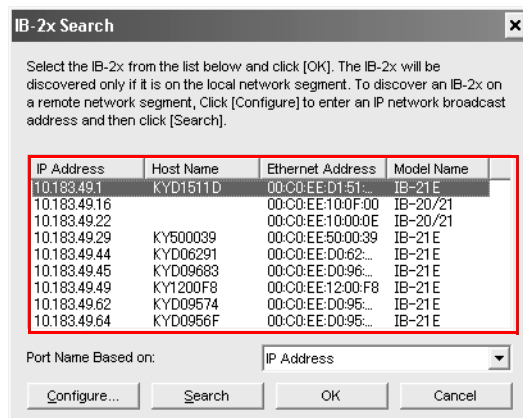 IB-2x Search
Select the IB-2x from the list below and click [OK]. The IB-2x will
be discovered only if it is on the local network segment. To discover an IB-2x on
a remote network segment, Click [Configure] to enter an IP network broadcast
address and then click [Search].
IP Address Host Name Ethernet Address Model Name
10.183.49.1 KYD1511D 00:C0:EE:D1:51:... IB-21E
10.183.49.16 00:C0:EE:10:0F:00 IB-20/21
10.183.49.22 00:C0:EE:10:00:0E IB-20/21
10.183.49.29 KY500039 00:C0:EE:50:00:39 IB-21E
10.183.49.44 KYD06291 00:C0:EE:D0:62:... IB-21E
10.183.49.45 KYD09683 00:C0:EE:D0:96:... IB-21E
10.183.49.49 KY1200F8 00:C0:EE:12:00:F8 IB-21E
10.183.49.62 KYD09574 00:C0:EE:D0:95:... IB-21E
10.183.49.64 KYD0956F 00:C0:EE:D0:95:... IB-21E
Port Name Based on: IP Address
Configure... Search OK Cancel